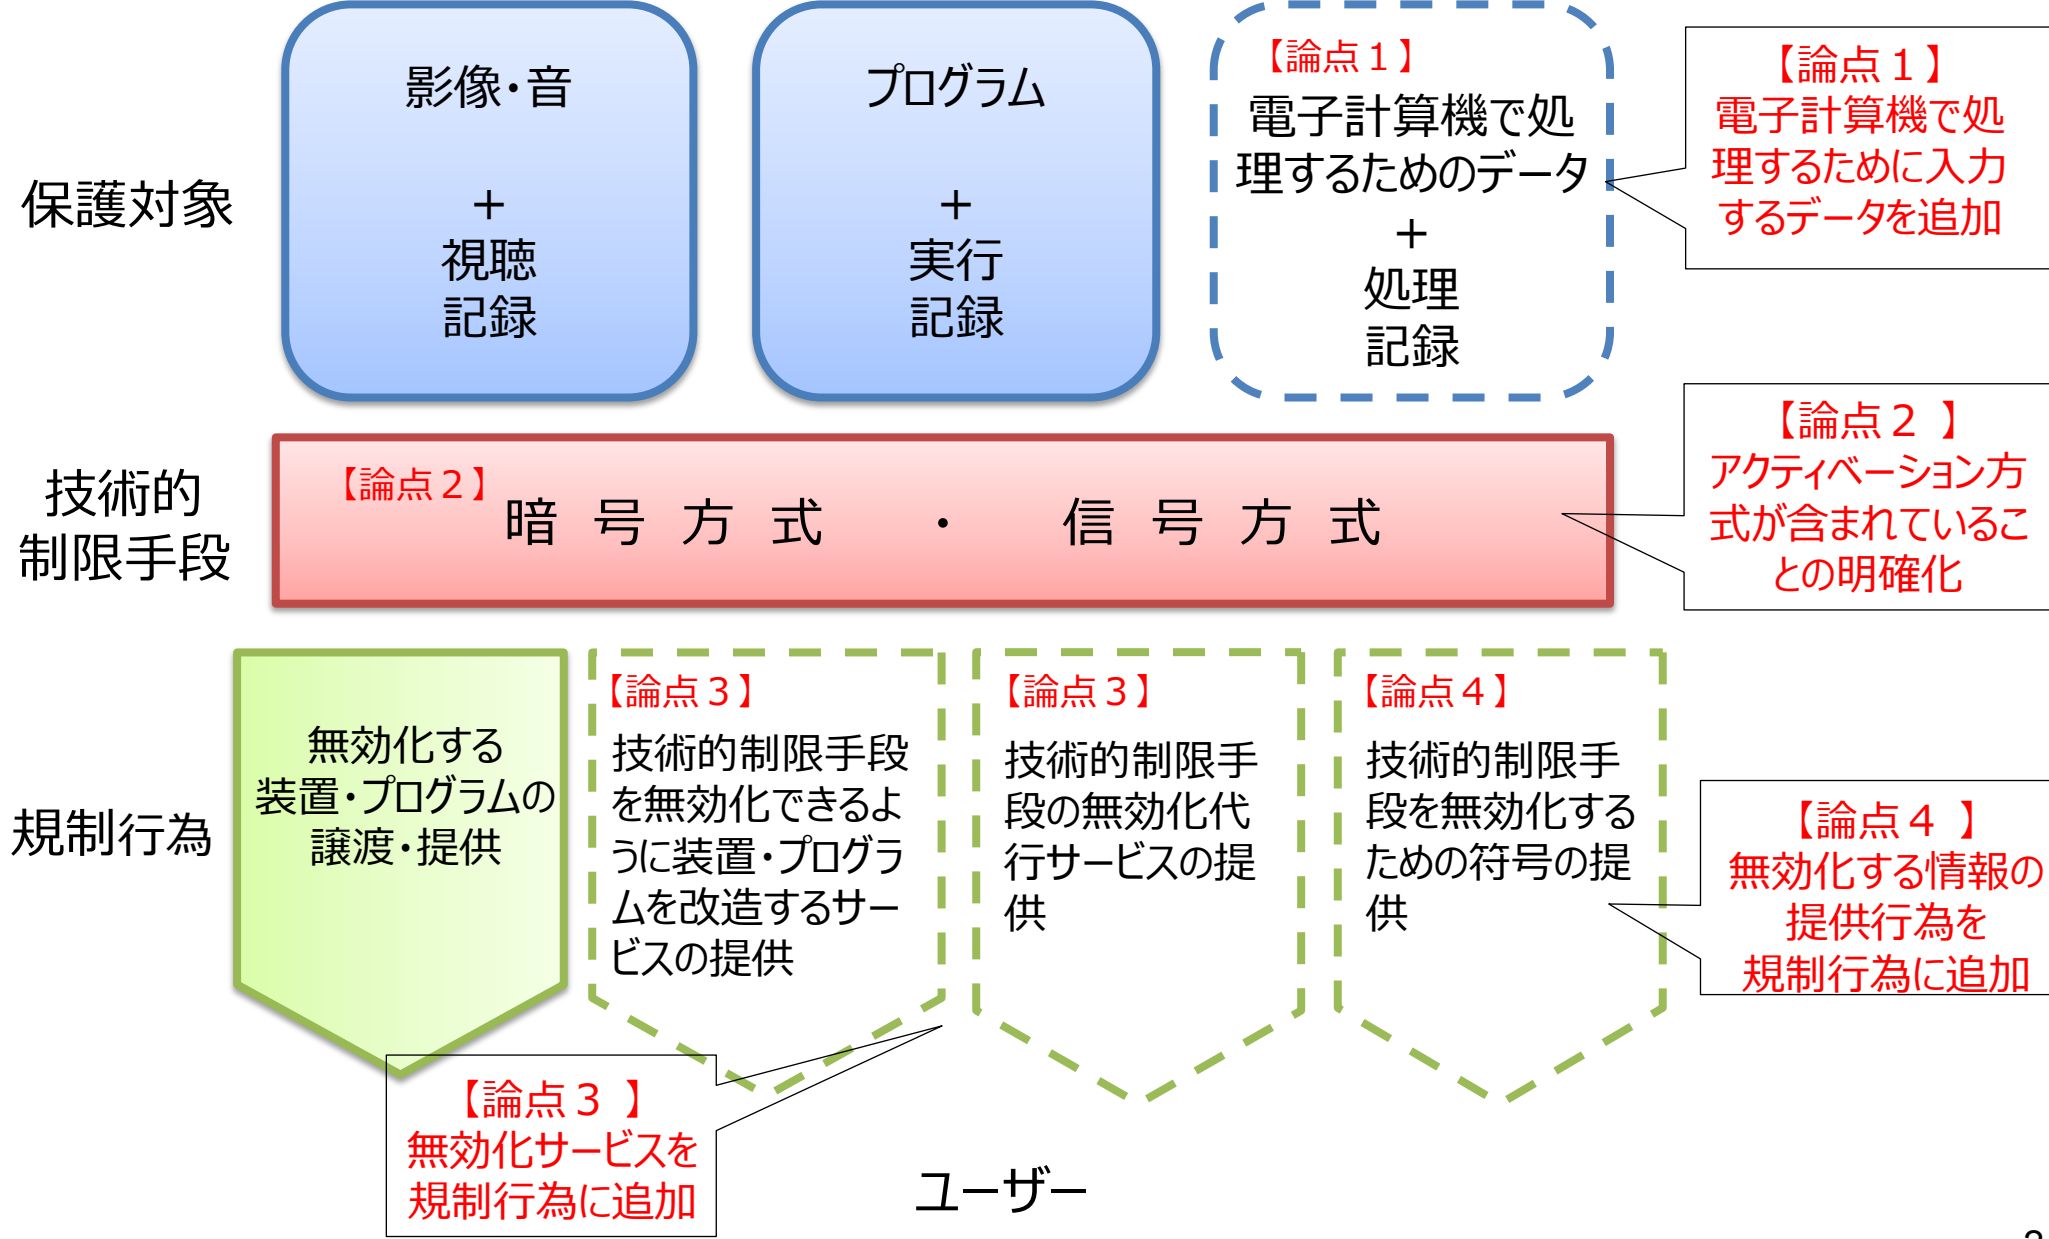 保護対象
影像・音
+
視聴
記録
プログラム
+
実行
記録
【論点１】
電子計算機で処
理するためのデータ
+
処理
記録
【論点１】
電子計算機で処
理するために入力
するデータを追加
技術的
制限手段
【論点２】
暗号方式・信号方式
【論点２ 】
アクティベーション方
式が含まれているこ
との明確化
規制行為
無効化する
装置・プログラムの
譲渡・提供
【論点３】
技術的制限手段
を無効化できるよ
うに装置・プログラ
ムを改造するサー
ビスの提供
【論点３】
技術的制限手
段の無効化代
行サービスの提
供
【論点４】
技術的制限手
段を無効化する
ための符号の提
供
【論点４ 】
無効化する情報の
提供行為を
規制行為に追加
【論点３ 】
無効化サービスを
規制行為に追加
ユーザー